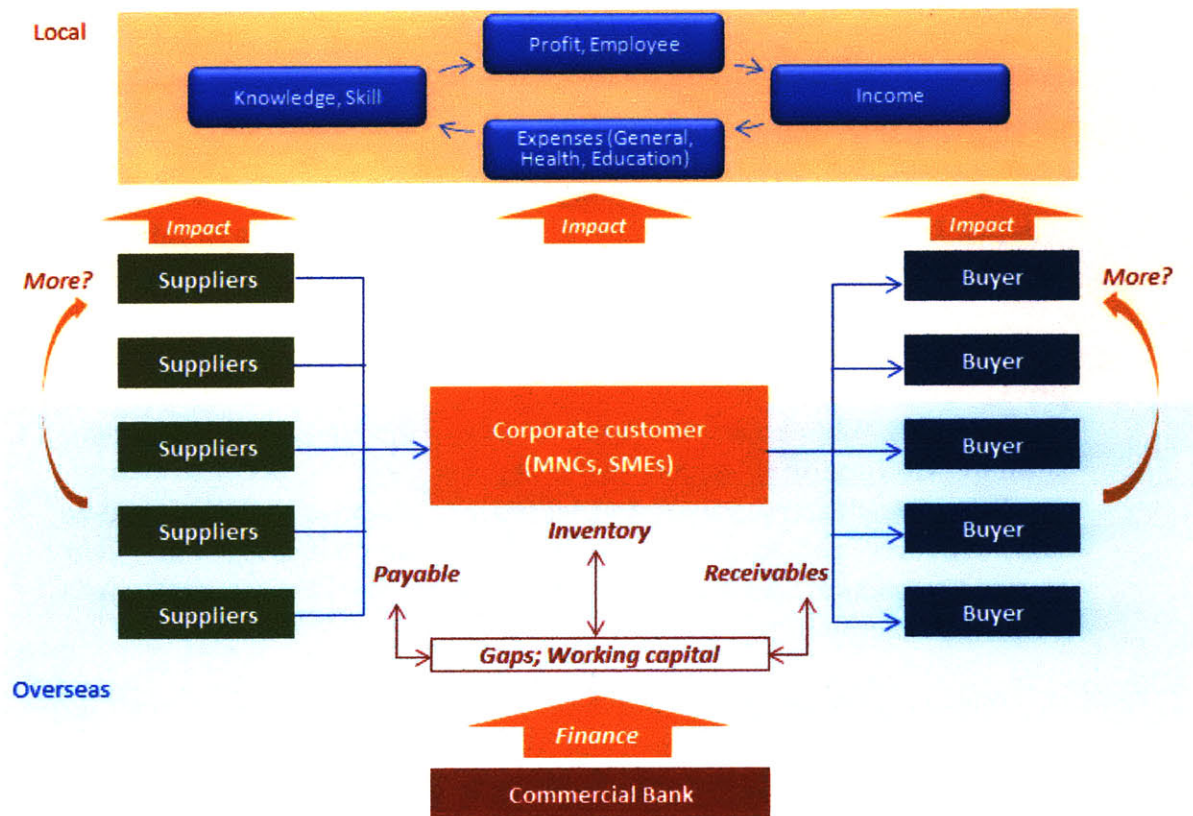 Local
Profit, Employee
Knowledge, Skill
Income
Expenses (General,
Health, Education)
Impact
Impact
Impact
More?
Suppliers
Buyer
More?
Suppliers
Buyer
Corporate customer
(MNCs, SMEs)
Suppliers
Buyer
Suppliers
Buyer
Inventory
Payable
Receivables
Suppliers
Buyer
Gaps; Working capital
Overseas
Finance
Commercial Bank